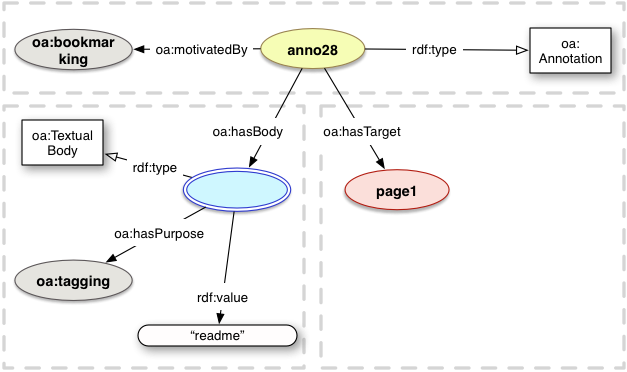 oa:bookmar
king
oa:motivatedBy
anno28
rdf:type
oa:
Annotation
oa:hasBody
oa:hasTarget
oa:Textual
Body
rdf:type
page1
oa:hasPurpose
oa:tagging
rdf:value
“readme”